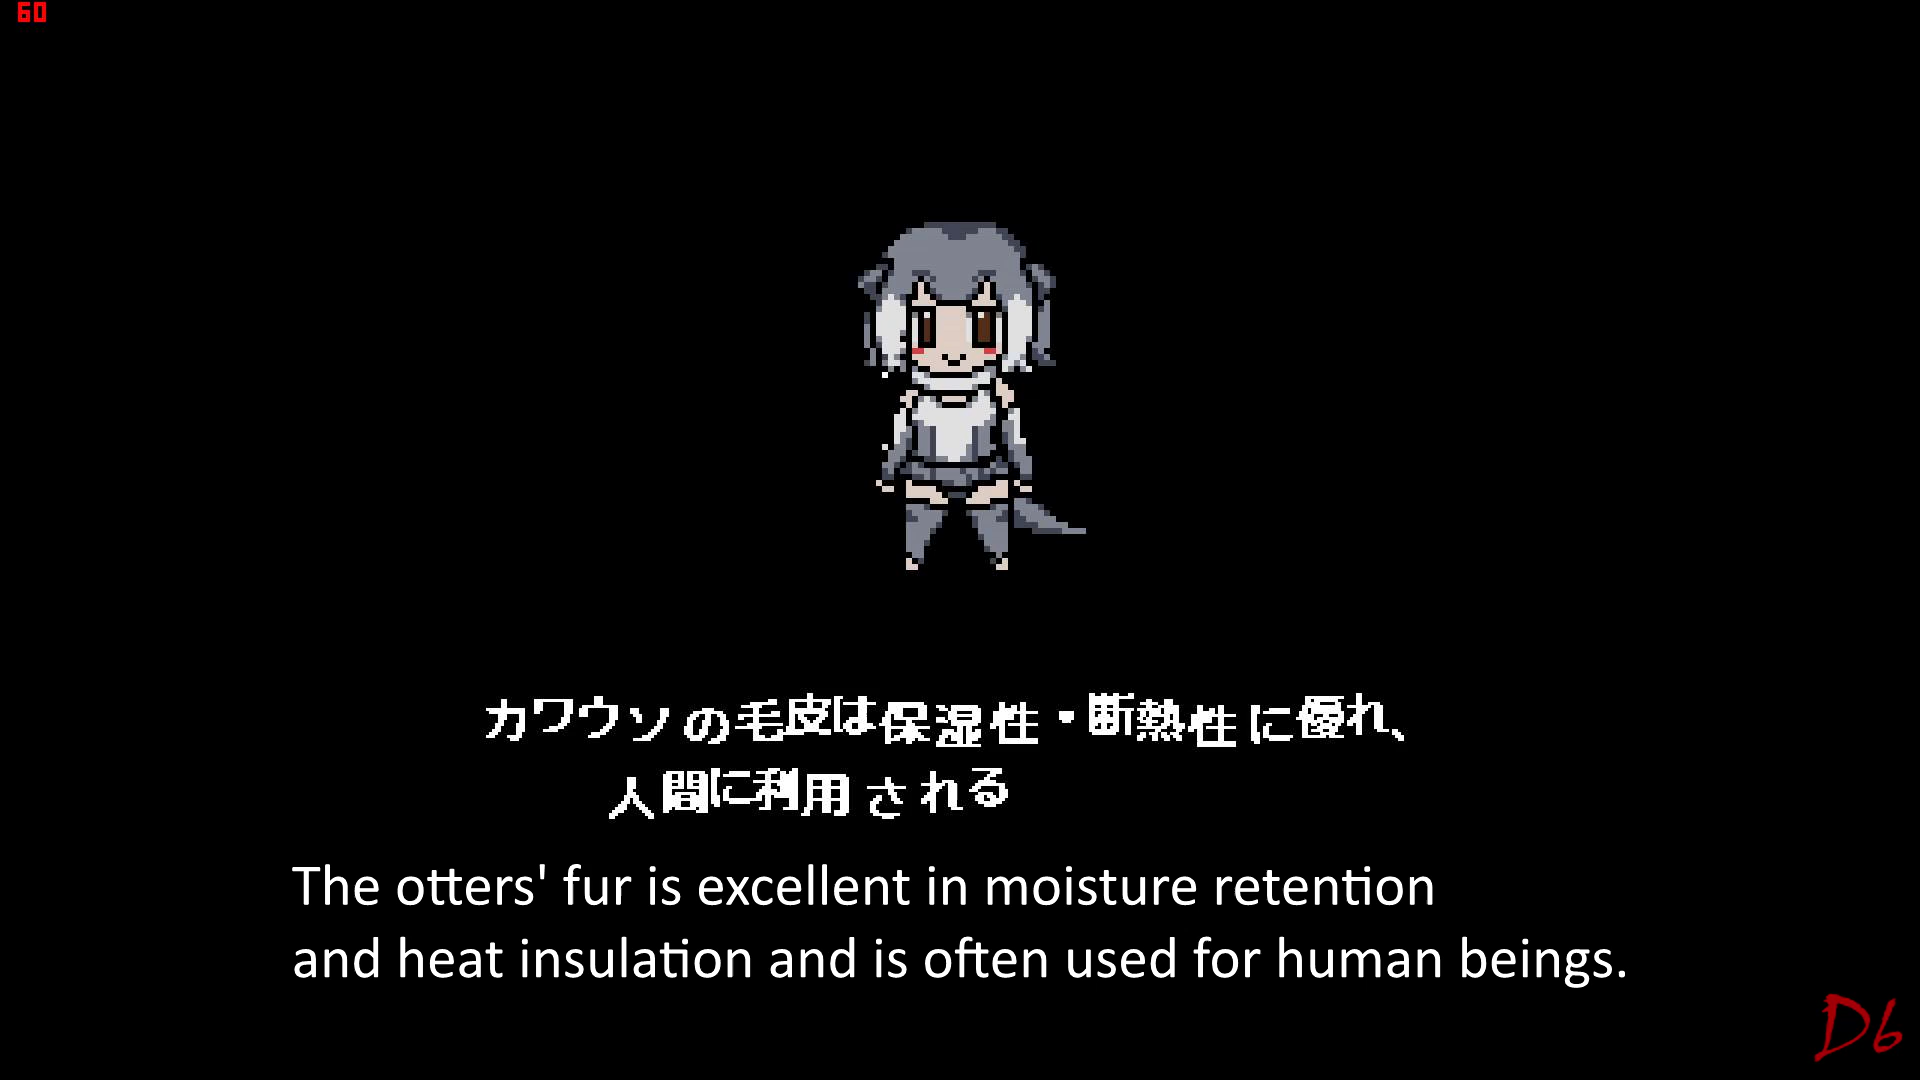 60
カワウソの毛皮は保湿性・断熱性に優れ、
人間に利用される
The otters' fur is excellent in moisture retention
and heat insulation and is often used for human beings.
D6